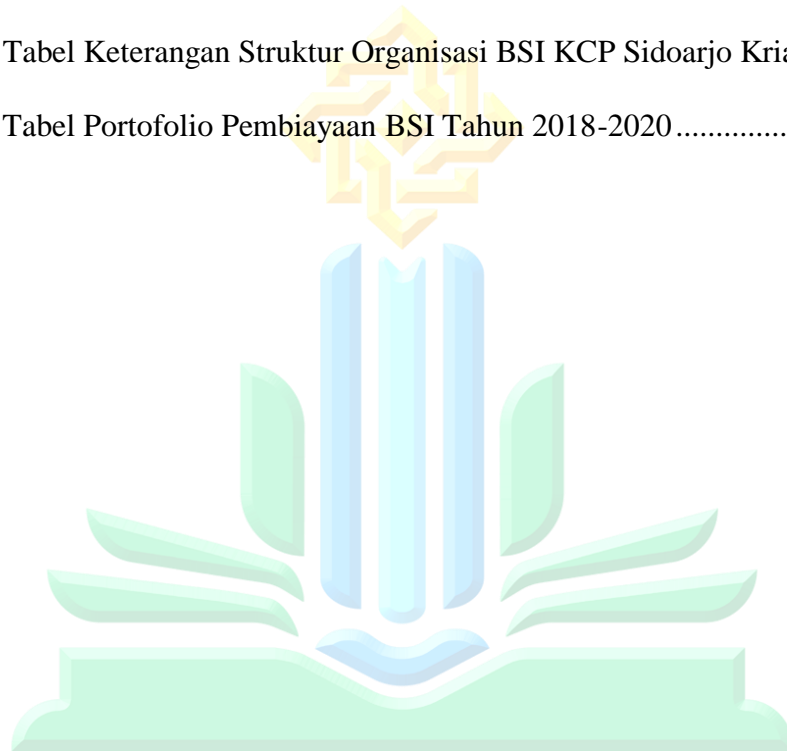 Tabel Keterangan Struktur Organisasi BSI KCP Sidoarjo Kria
Tabel Portofolio Pembiayaan BSI Tahun 2018-2020..............